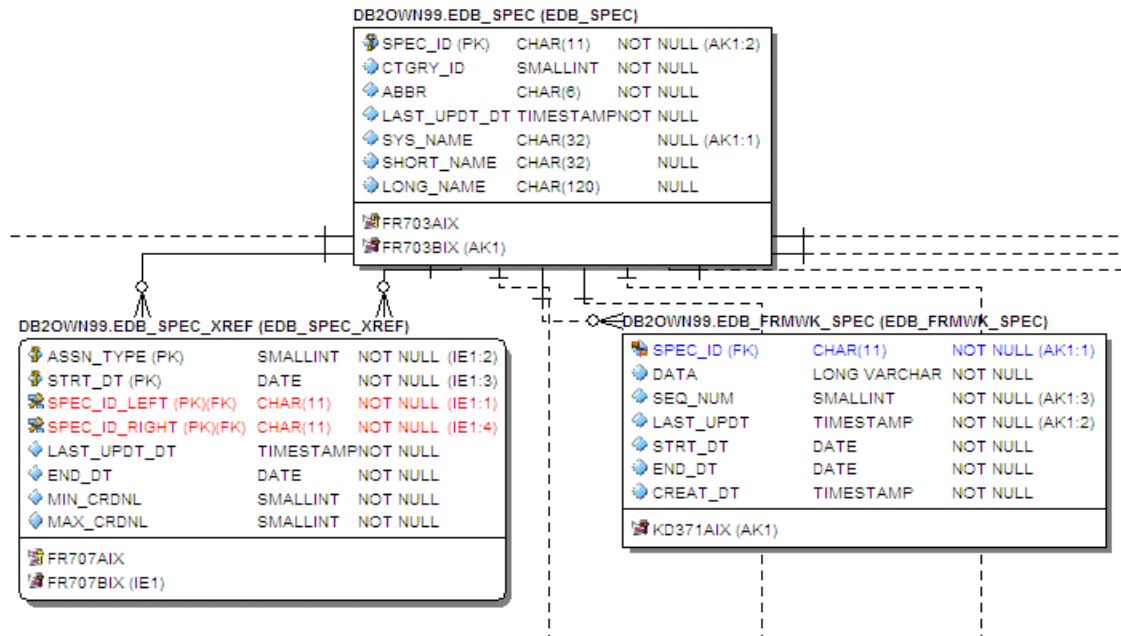 DB2OWN99.EDB_SPEC (EDB_SPEC)
SPEC_ID (PK) CHAR(11) NOT NULL (AK1:2)
CTGRY_ID SMALLINT NOT NULL
ABBR CHAR(6) NOT NULL
LAST_UPDT_DT TIMESTAMPNOT NULL
SYS_NAME CHAR(32) NULL (AK1:1)
SHORT_NAME CHAR(32) NULL
LONG_NAME CHAR(120) NULL
FR703AIX
FR703BIX (AK1)
DB2OWN99.EDB_SPEC_XREF (EDB_SPEC_XREF)
ASSN_TYPE (PK) SMALLINT NOT NULL (IE1:2)
STRT_DT (PK) DATE NOT NULL (IE1:3)
SPEC_ID_LEFT (PK)(FK) CHAR(11) NOT NULL (IE1:1)
SPEC_ID_RIGHT (PK)(FK) CHAR(11) NOT NULL (IE1:4)
LAST_UPDT_DT TIMESTAMPNOT NULL
END_DT DATE NOT NULL
MIN_CRDNL SMALLINT NOT NULL
MAX_CRDNL SMALLINT NOT NULL
FR707AIX
FR707BIX (IE1)
DB2OWN99.EDB_FRMWK_SPEC (EDB_FRMWK_SPEC)
SPEC_ID (FK) CHAR(11) NOT NULL (AK1:1)
DATA LONG VARCHAR NOT NULL
SEQ_NUM SMALLINT NOT NULL (AK1:3)
LAST_UPDT TIMESTAMP NOT NULL (AK1:2)
STRT_DT DATE NOT NULL
END_DT DATE NOT NULL
CREAT_DT TIMESTAMP NOT NULL
KD371AIX (AK1)